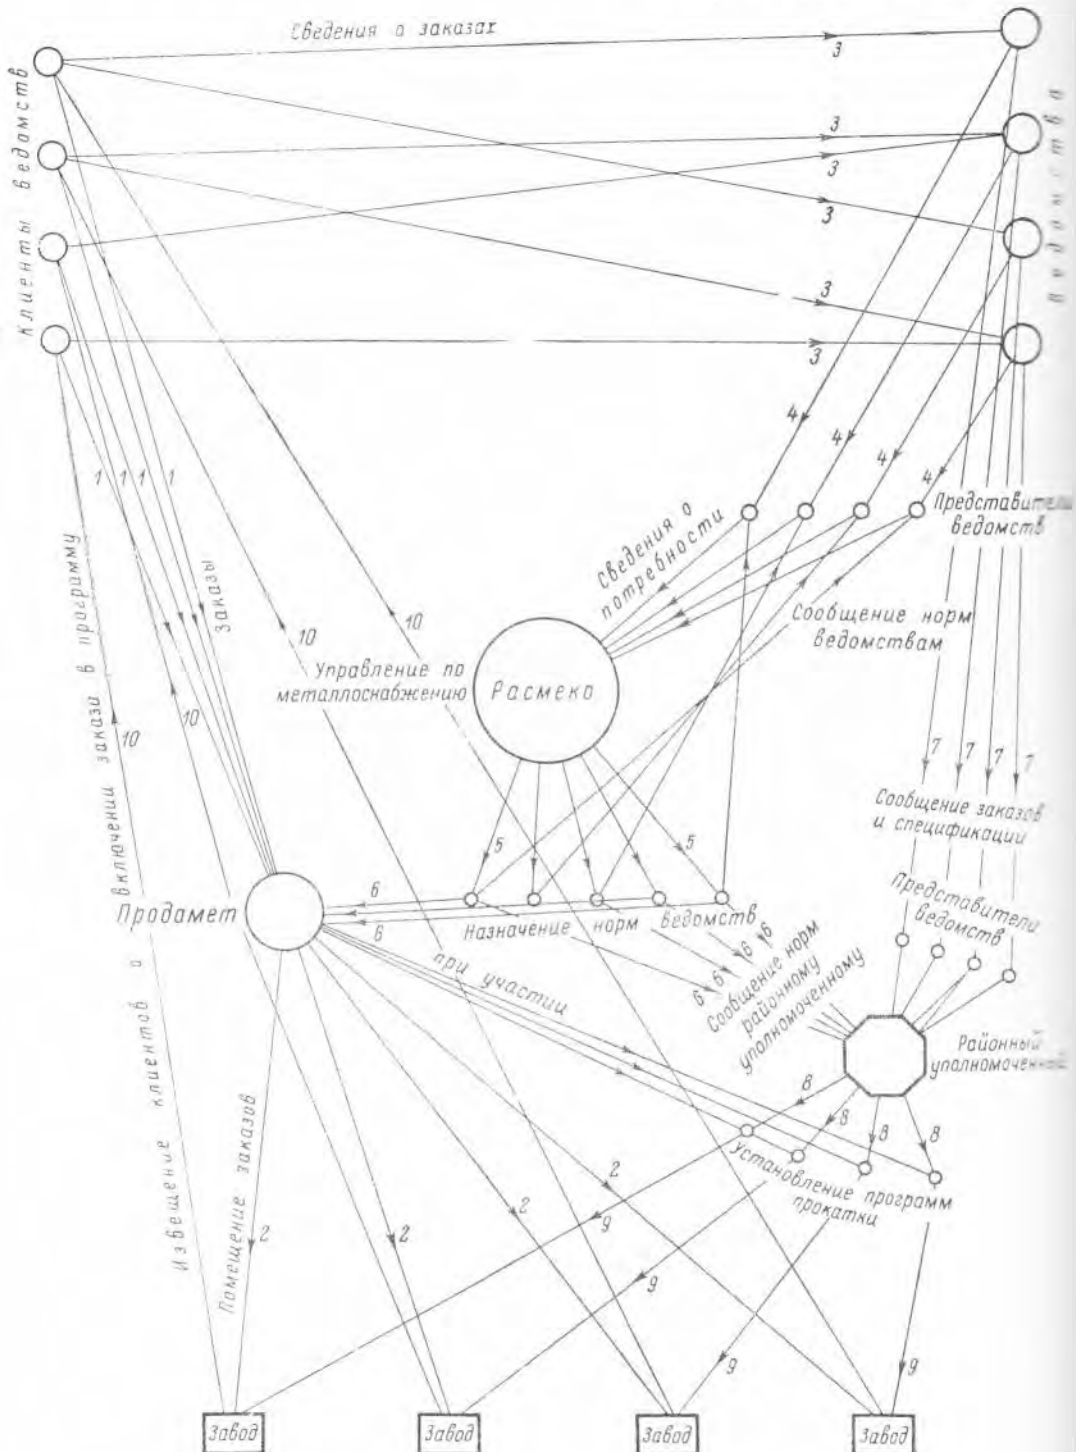 Сведения о заказах
3
Клиенты ведомств
Ведомства
3
3
3
3
3
4
4
4
4
Представители
ведомств
1
1
1
1
Сведения о
потребности
Заказы
10
10
10
10
Сообщение норм
ведомствам
Управление по
металлоснабжению
Расмеко
7
7
7
7
Сообщение заказов
и спецификации
5
5
Продамет
6
6
Назначение норм ведомств
6
6
6
6
Сообщение норм
районному
уполномоченному
Представители
ведомств
при участии
Районный
уполномоченный
8
8
8
8
Установление программ
прокатки
Извещение клиентов о включении закази в программу
Помещение заказов
2
2
2
2
9
9
9
9
Завод
Завод
Завод
Завод